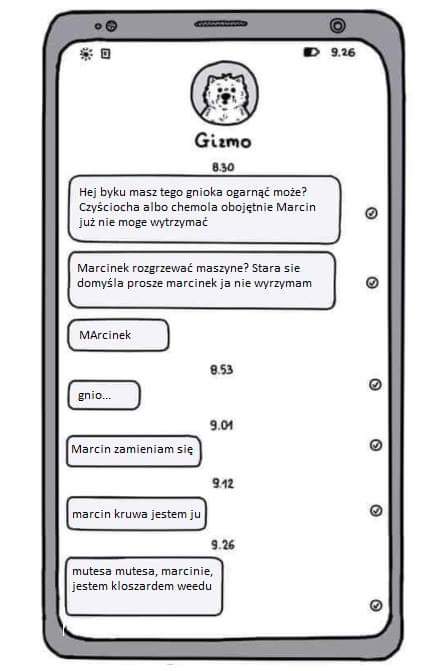 9.26
Gizmo
8.30
Hej byku masz tego gnioka ogarnąć może?
Czyściocha albo chemola obojętnie Marcin
już nie moge wytrzymać
Marcinek rozgrzewać maszyne? Stara sie
domyśla prosze marcinek ja nie wyrzymam
MArcinek
8.53
gnio...
9.01
Marcin zamieniam się
9.12
marcin kruwa jestem ju
9.26
mutesa mutesa, marcinie,
jestem kloszardem weedu